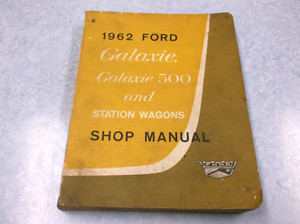 1962 FORD
Galaxie,
Galaxie 500
and
STATION WAGONS
SHOP MANUAL